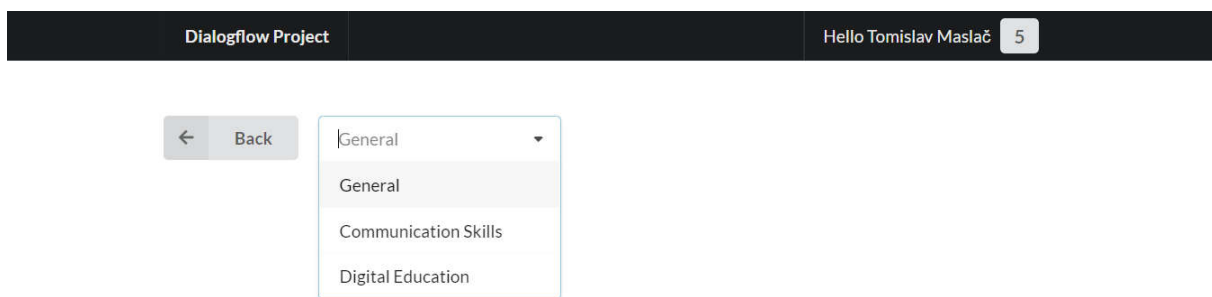 Dialogflow Project
Hello Tomislav Maslač 5
Back
General
General
Communication Skills
Digital Education